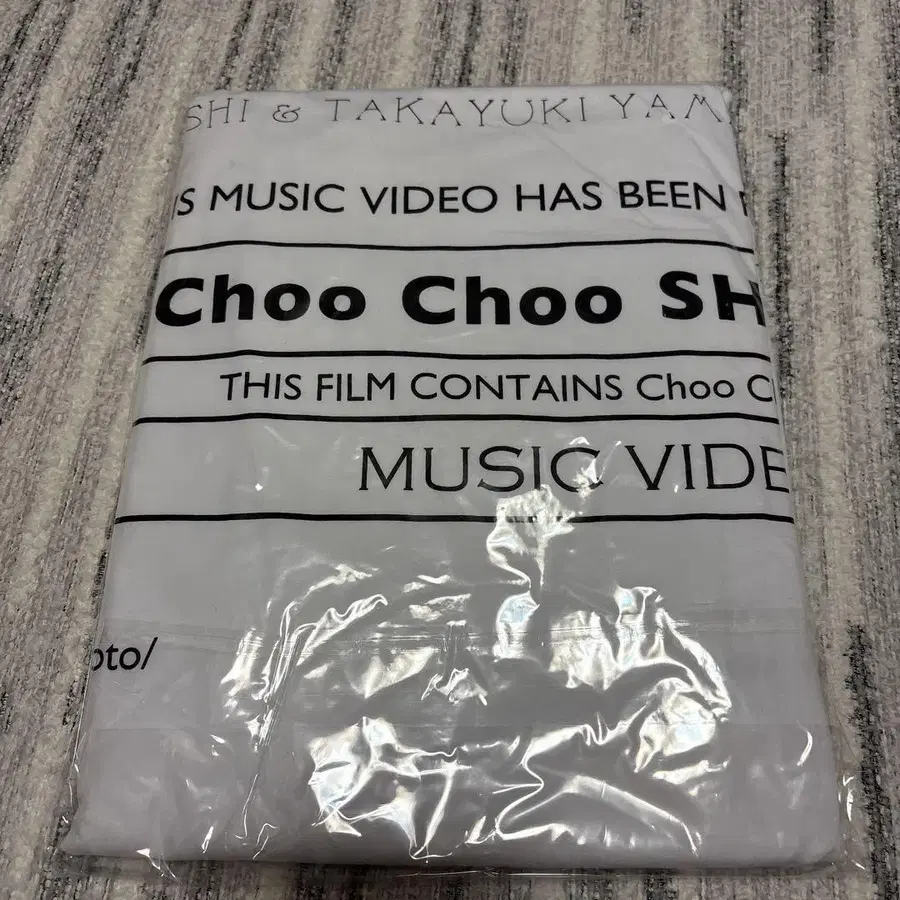 SHI & TAKAYUKI YAM
IS MUSIC VIDEO HAS BEEN
Choo Choo SH
THIS FILM CONTAINS Choo C
MUSIC VIDE
oto/